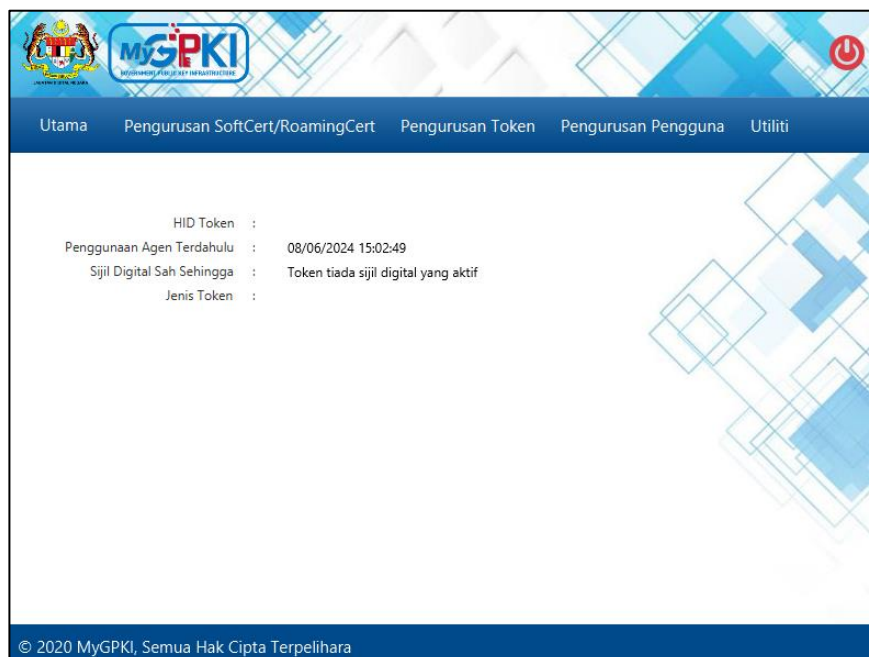 MyGPKI
GOVERNMENT PUBLIC KEY INFRASTRUCTURE
Utama Pengurusan SoftCert/RoamingCert Pengurusan Token Pengurusan Pengguna Utiliti
HID Token :
Penggunaan Agen Terdahulu : 08/06/2024 15:02:49
Sijil Digital Sah Sehingga : Token tiada sijil digital yang aktif
Jenis Token :
© 2020 MyGPKI, Semua Hak Cipta Terpelihara